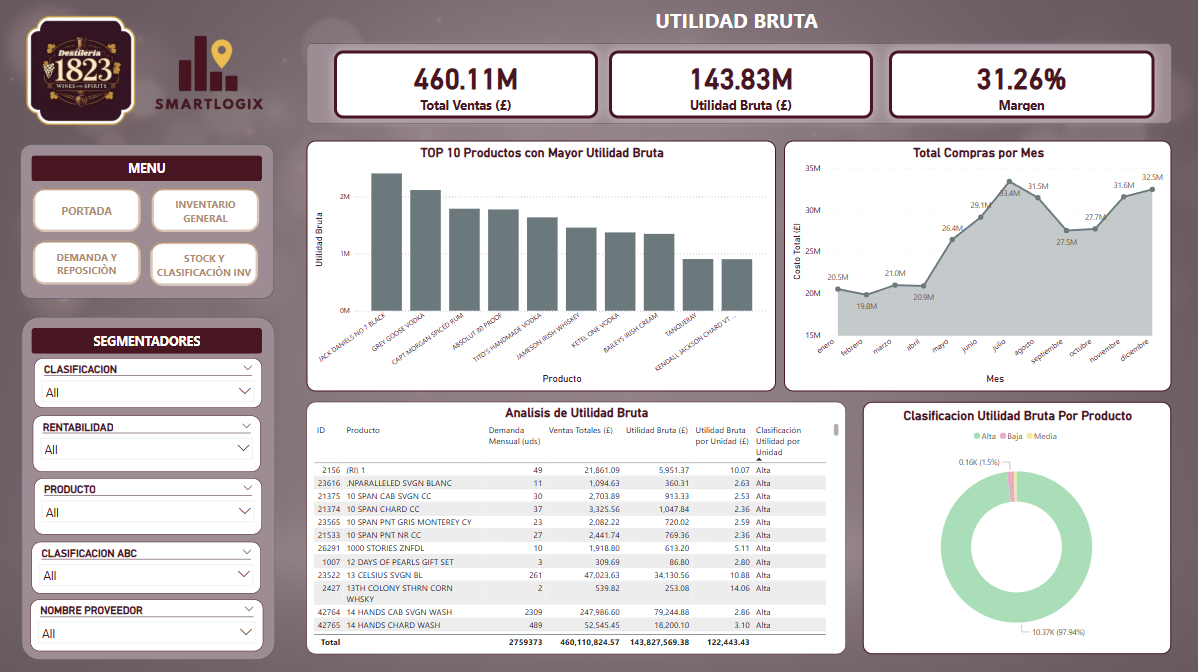 UTILIDAD BRUTA
Destilería
1823
WINES AND SPIRITS
SMARTLOGIX
460.11M
Total Ventas (£)
143.83M
Utilidad Bruta (£)
31.26%
Margen
MENU
PORTADA
INVENTARIO
GENERAL
DEMANDA Y
REPOSICIÒN
STOCK Y
CLASIFICACIÒN INV
SEGMENTADORES
CLASIFICACION
All
RENTABILIDAD
All
PRODUCTO
All
CLASIFICACION ABC
All
NOMBRE PROVEEDOR
All
TOP 10 Productos con Mayor Utilidad Bruta
Utilidad Bruta
2M
1M
0M
JACK DANIELS NO 7 BLACK
GREY GOOSE VODKA
CAPT MORGAN SPICED RUM
ABSOLUT 80 PROOF
TITO'S HANDMADE VODKA
JAMESON IRISH WHISKEY
KETEL ONE VODKA
BAILEYS IRISH CREAM
TANQUERAY
KENDALL JACKSON CHARD VT ...
Producto
Total Compras por Mes
Costo Total (£)
35M
30M
25M
20M
15M
20.5M
19.8M
21.0M
20.9M
26.4M
29.1M
33.4M
31.5M
27.5M
27.7M
31.6M
32.5M
enero
febrero
marzo
abril
mayo
junio
julio
agosto
septiembre
octubre
noviembre
diciembre
Mes
Analisis de Utilidad Bruta
ID Producto Demanda Mensual (uds) Ventas Totales (£) Utilidad Bruta (£) Utilidad Bruta por Unidad (£) Clasificación Utilidad por Unidad
2156 (RI) 1 49 21,861.09 5,951.37 10.07 Alta
23616 .NPARALLELED SVGN BLANC 11 1,094.63 360.31 2.63 Alta
21375 10 SPAN CAB SVGN CC 30 2,703.89 913.33 2.53 Alta
21374 10 SPAN CHARD CC 37 3,325.56 1,047.84 2.36 Alta
23565 10 SPAN PNT GRIS MONTEREY CY 23 2,082.22 720.02 2.59 Alta
21533 10 SPAN PNT NR CC 27 2,441.74 769.36 2.36 Alta
26291 1000 STORIES ZNFDL 10 1,918.80 613.20 5.11 Alta
1007 12 DAYS OF PEARLS GIFT SET 3 309.69 86.80 2.80 Alta
23522 13 CELSIUS SVGN BL 261 47,023.63 34,130.56 10.88 Alta
2427 13TH COLONY STHRN CORN WHSKY 2 539.82 253.08 14.06 Alta
42764 14 HANDS CAB SVGN WASH 2309 247,986.60 79,244.88 2.86 Alta
42765 14 HANDS CHARD WASH 489 52,545.45 18,200.10 3.10 Alta
Total 2759373 460,110,824.57 143,827,569.38 122,443.43
Clasificacion Utilidad Bruta Por Producto
Alta Baja Media
0.16K (1.5%)
10.37K (97.94%)